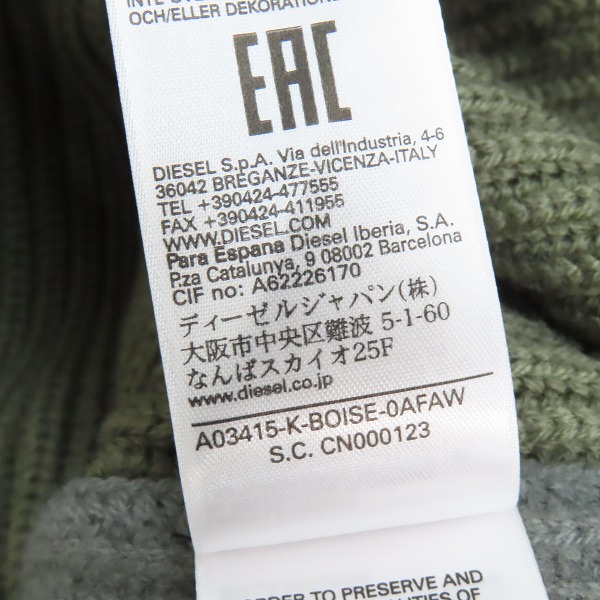 OCH/ELLER DEKORATIONER
EAC
DIESEL S.p.A. Via dell'Industria, 4-6
36042 BREGANZE-VICENZA-ITALY
TEL +390424-477555
FAX +390424-411955
WWW.DIESEL.COM
Para Espana Diesel Iberia, S.A.
P.za Catalunya, 9 08002 Barcelona
CIF no: A62226170
ディーゼルジャパン(株)
大阪市中央区難波 5-1-60
なんばスカイオ25F
www.diesel.co.jp
A03415-K-BOISE-0AFAW
S.C. CN000123
ORDER TO PRESERVE AND
OF